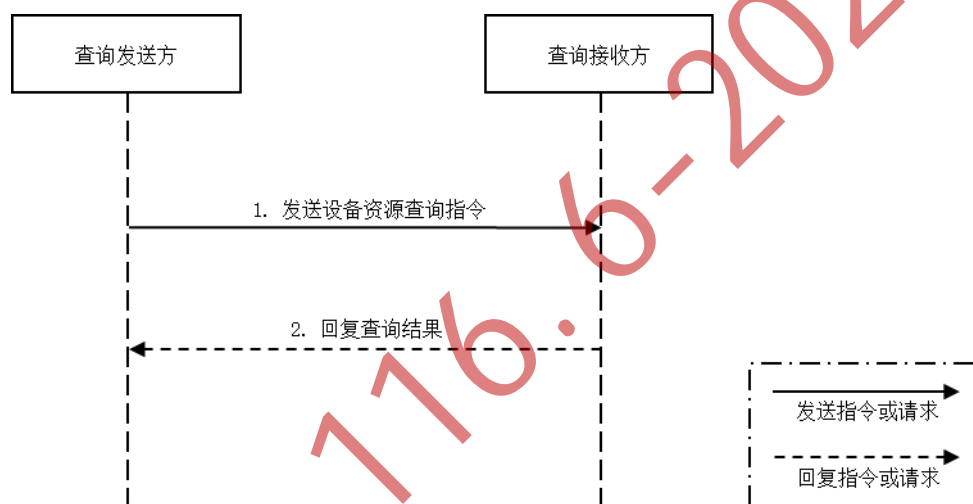 查询发送方
查询接收方
1. 发送设备资源查询指令
2. 回复查询结果
发送指令或请求
回复指令或请求
116.6-202